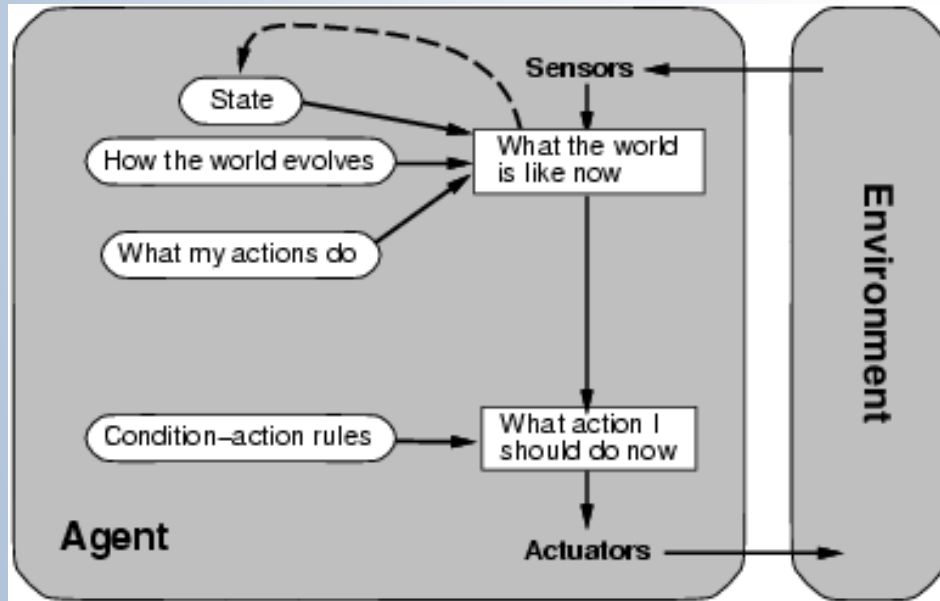 Sensors
State
What the world
is like now
How the world evolves
What my actions do
Environment
Condition–action rules
What action I
should do now
Agent
Actuators